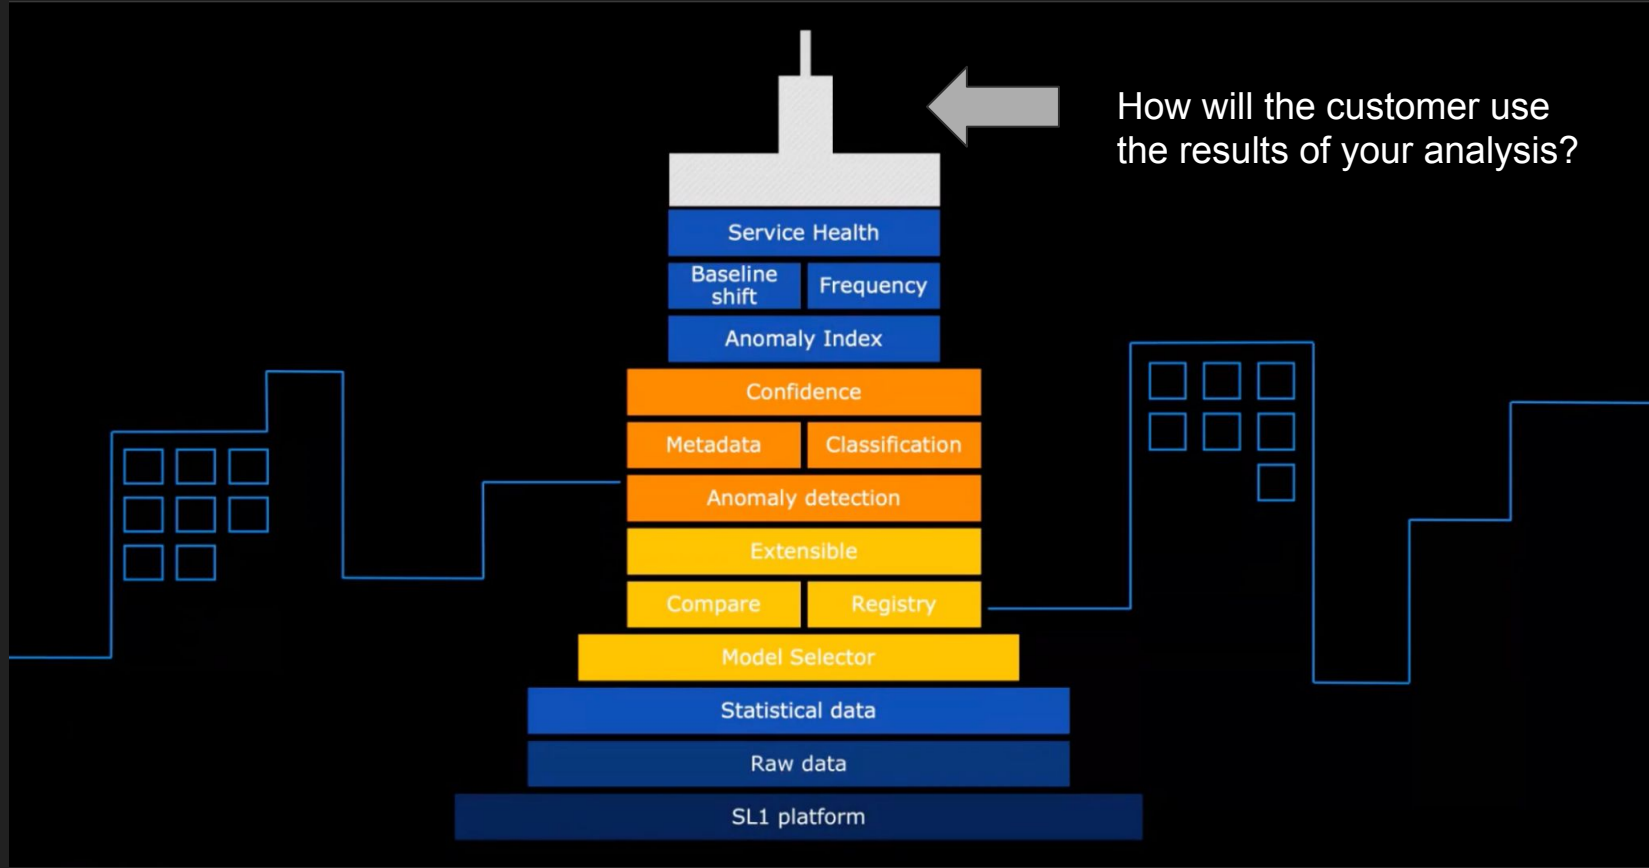 How will the customer use
the results of your analysis?
Service Health
Baseline
shift
Frequency
Anomaly Index
Confidence
Metadata
Classification
Anomaly detection
Extensible
Compare
Registry
Model Selector
Statistical data
Raw data
SL1 platform